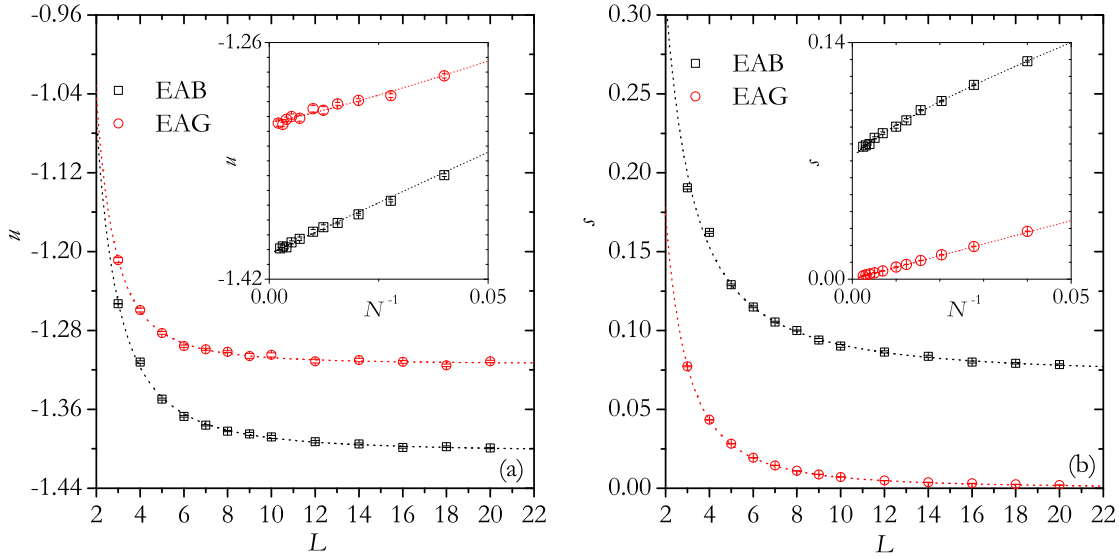 -0.96
-1.04
-1.12
-1.20
-1.28
-1.36
-1.44
u
2 4 6 8 10 12 14 16 18 20 22
L
EAB
EAG
(a)
-1.26
-1.42
u
0.00 0.05
N⁻¹
0.30
0.25
0.20
0.15
0.10
0.05
0.00
s
2 4 6 8 10 12 14 16 18 20 22
L
EAB
EAG
(b)
0.14
0.00
s
0.00 0.05
N⁻¹